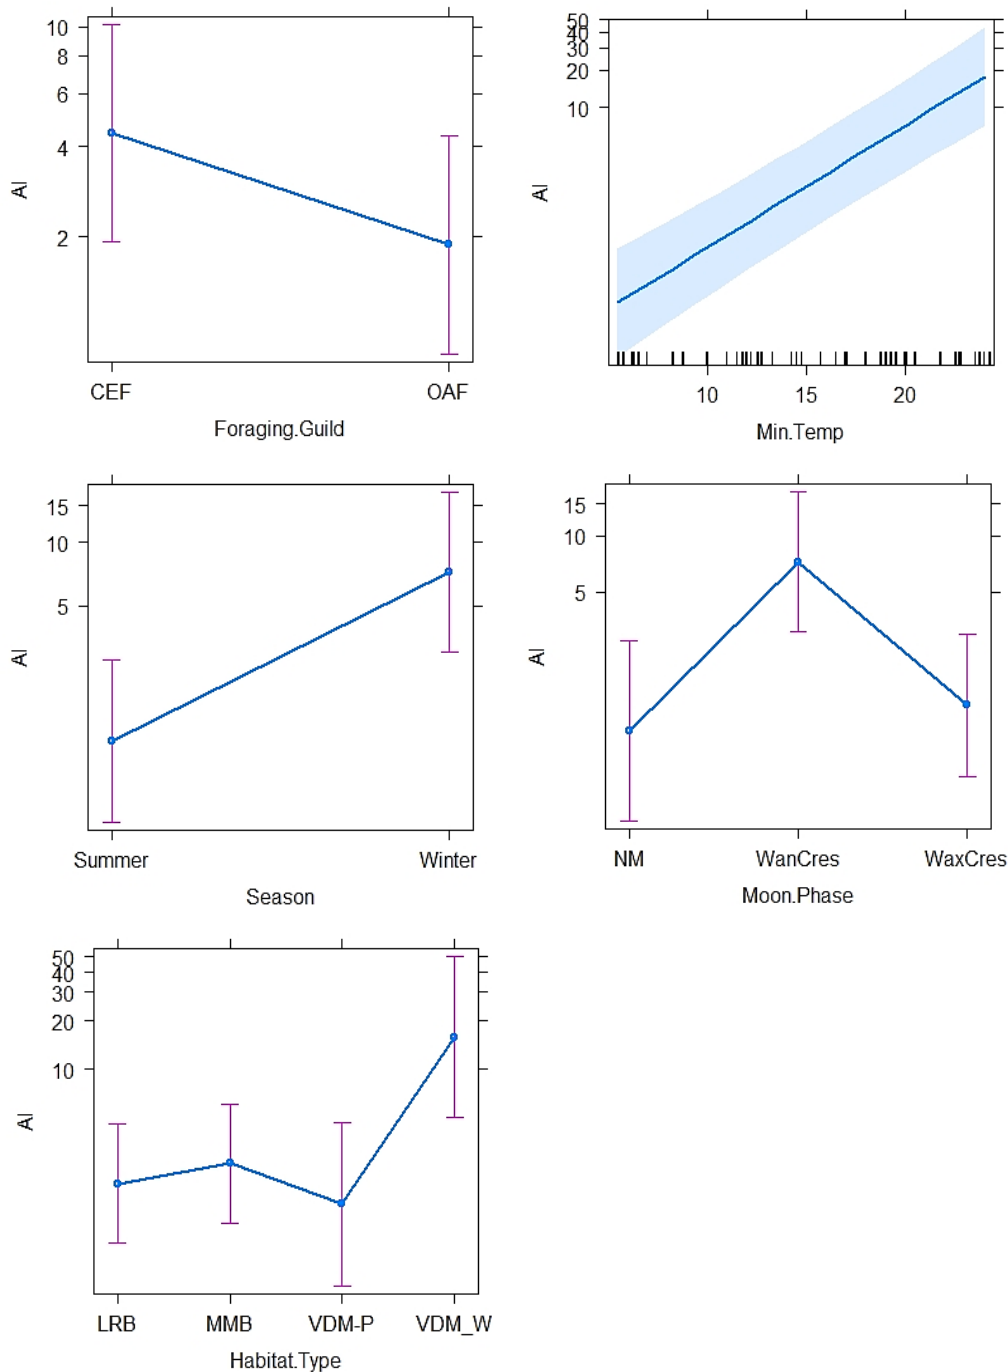 10
8
6
4
2
AI
CEF
OAF
Foraging.Guild
50
40
30
20
10
AI
10
15
20
Min.Temp
15
10
5
AI
Summer
Winter
Season
15
10
5
AI
NM
WanCres
WaxCres
Moon.Phase
50
40
30
20
10
AI
LRB
MMB
VDM-P
VDM_W
Habitat.Type